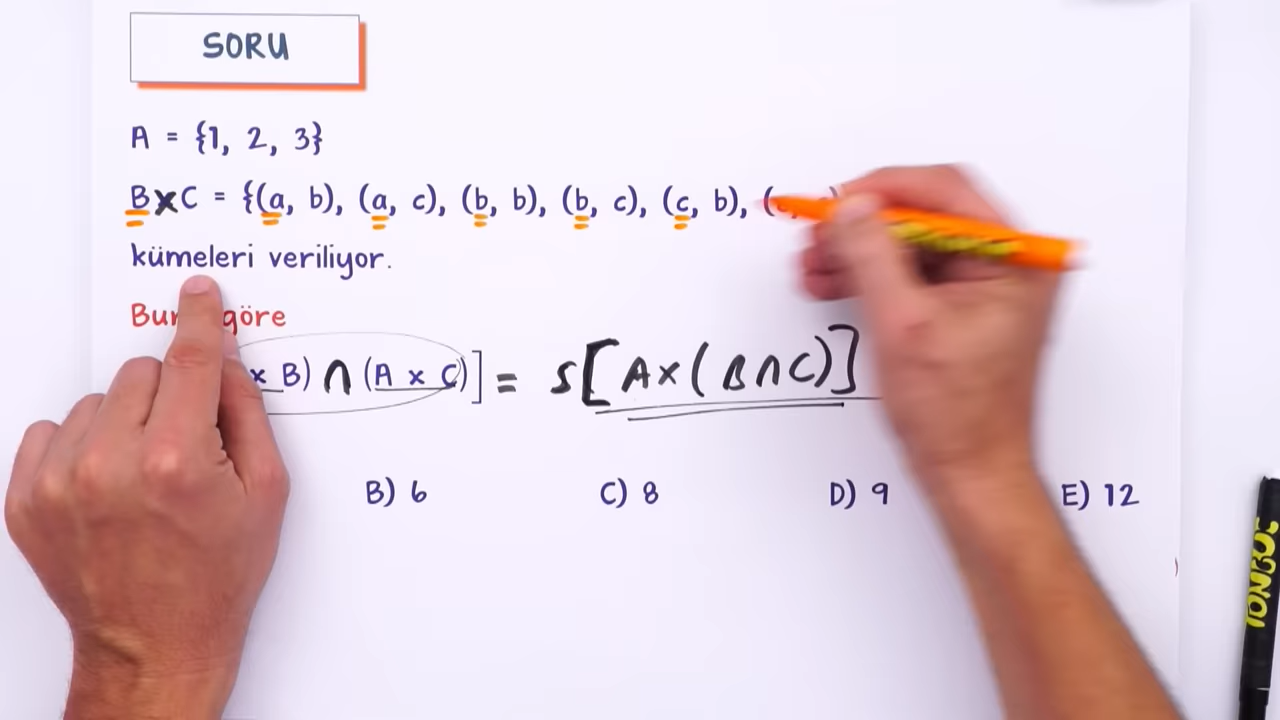 SORU
A = {1, 2, 3}
B x C = {(a, b), (a, c), (b, b), (b, c), (c, b), (
kümeleri veriliyor.
göre
x B) ∩ (A x C)] = s[A x (B ∩ C)]
B) 6 C) 8 D) 9 E) 12